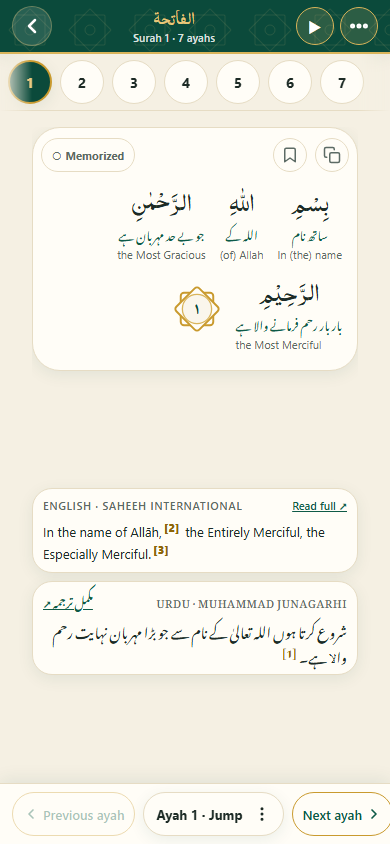 الفاتحة
Surah 1 · 7 ayahs
1 2 3 4 5 6 7
Memorized
بِسْمِ اللّٰهِ الرَّحْمٰنِ
ساتھ نام اللہ کے جو بے حد مہربان ہے
In (the) name (of) Allah the Most Gracious
الرَّحِیْمِ ١
بار بار رحم فرمانے والا ہے
the Most Merciful
ENGLISH · SAHEEH INTERNATIONAL Read full ↗
In the name of Allāh,[2] the Entirely Merciful, the
Especially Merciful.[3]
URDU · MUHAMMAD JUNAGARHI مکمل ترجمہ ↗
شروع کرتا ہوں اللہ تعالیٰ کے نام سے جو بڑا مہربان نہایت رحم
والا ہے۔ [1]
Previous ayah Ayah 1 · Jump Next ayah